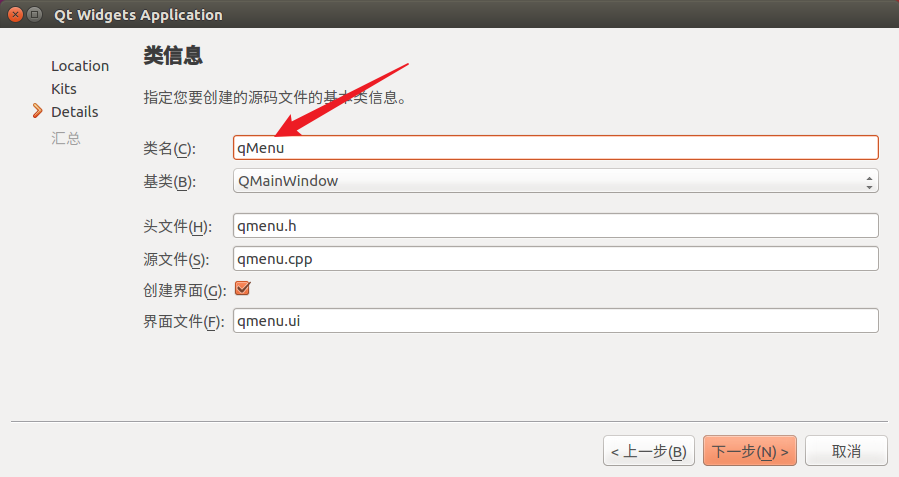 Qt Widgets Application
Location
Kits
Details
汇总
类信息
指定您要创建的源码文件的基本类信息。
类名(C): qMenu
基类(B): QMainWindow
头文件(H): qmenu.h
源文件(S): qmenu.cpp
创建界面(G):
界面文件(F): qmenu.ui
< 上一步(B) 下一步(N) > 取消